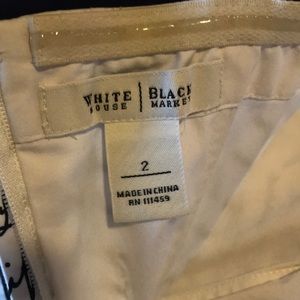 WHITE | BLACK
HOUSE | MARKET
2
MADE IN CHINA
RN 111459